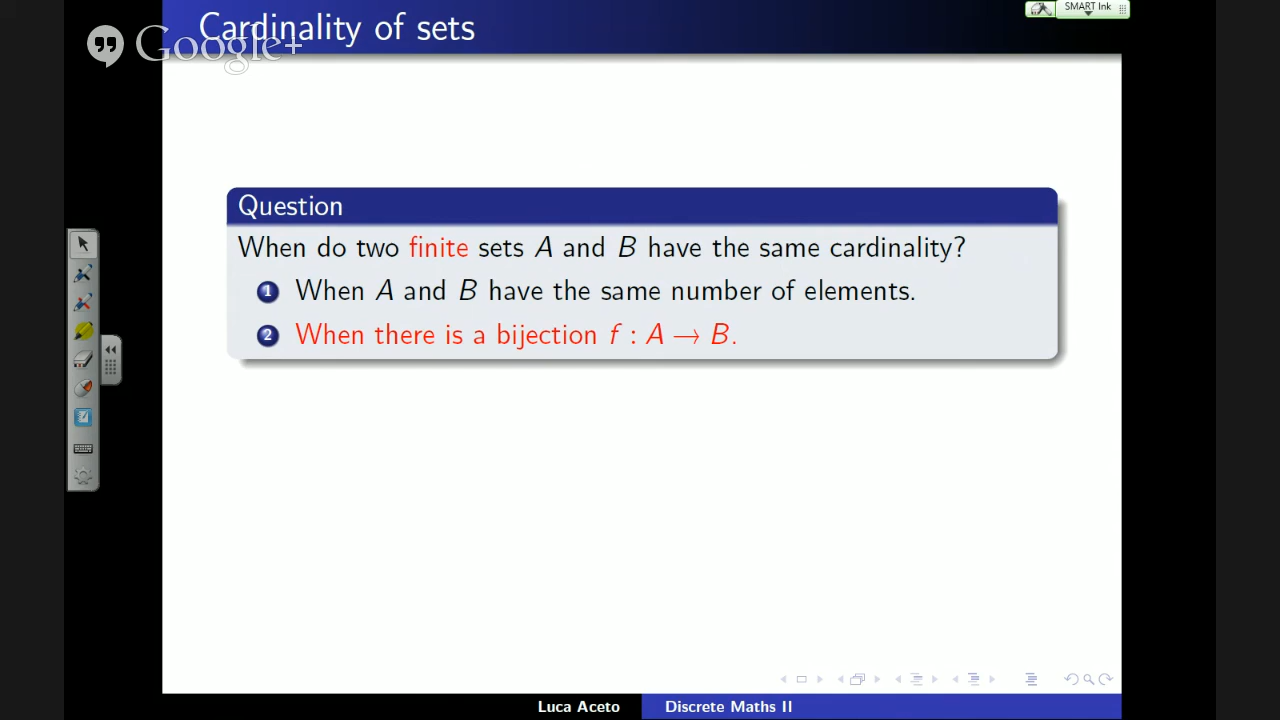 Cardinality of sets
Google+
SMART Ink
Question
When do two finite sets A and B have the same cardinality?
1 When A and B have the same number of elements.
2 When there is a bijection f : A → B.
Luca Aceto
Discrete Maths II